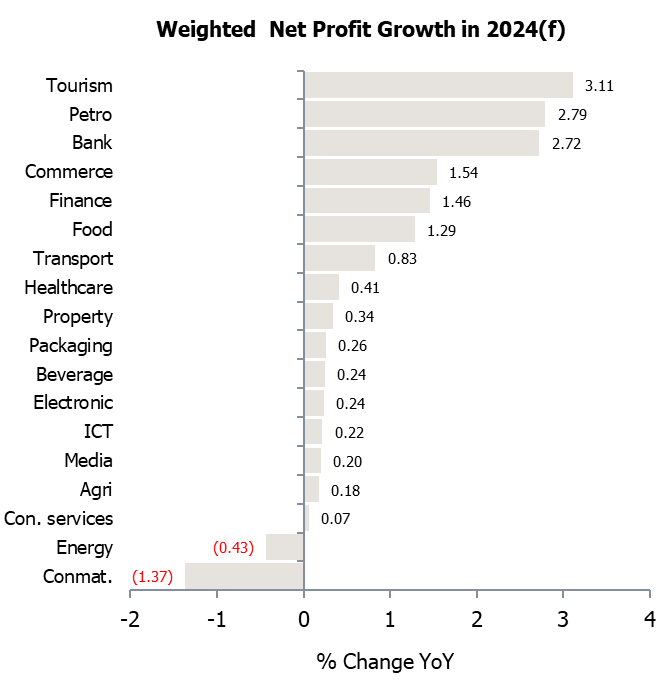 Weighted  Net Profit Growth in 2024(f)
Tourism 3.11
Petro 2.79
Bank 2.72
Commerce 1.54
Finance 1.46
Food 1.29
Transport 0.83
Healthcare 0.41
Property 0.34
Packaging 0.26
Beverage 0.24
Electronic 0.24
ICT 0.22
Media 0.20
Agri 0.18
Con. services 0.07
Energy (0.43)
Conmat. (1.37)
-2 -1 0 1 2 3 4
% Change YoY